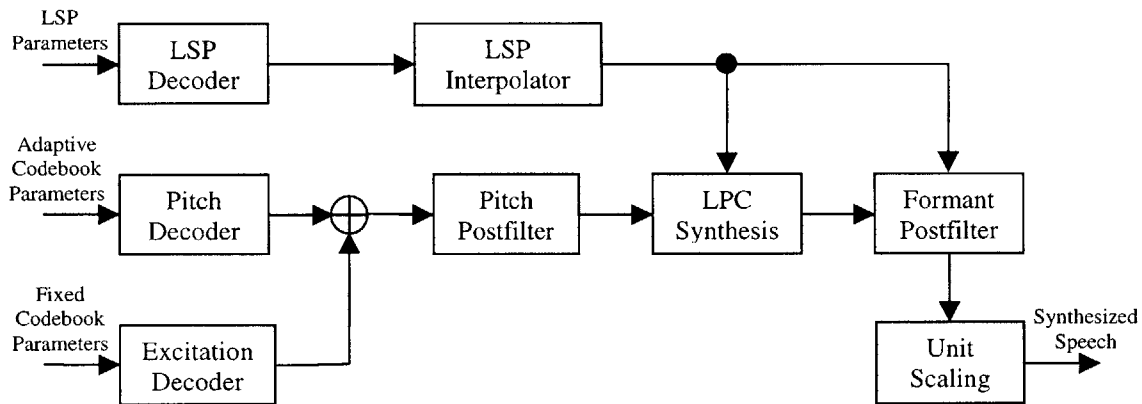 LSP
Parameters
LSP
Decoder
LSP
Interpolator
Adaptive
Codebook
Parameters
Pitch
Decoder
Pitch
Postfilter
LPC
Synthesis
Formant
Postfilter
Fixed
Codebook
Parameters
Excitation
Decoder
Unit
Scaling
Synthesized
Speech